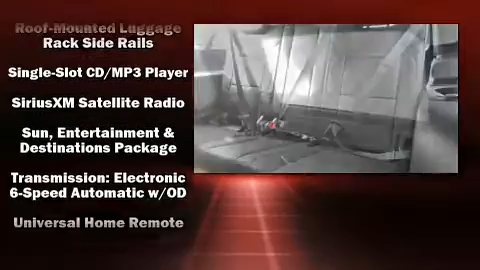 Roof-Mounted Luggage
Rack Side Rails
Single-Slot CD/MP3 Player
SiriusXM Satellite Radio
Sun, Entertainment &
Destinations Package
Transmission: Electronic
6-Speed Automatic w/OD
Universal Home Remote